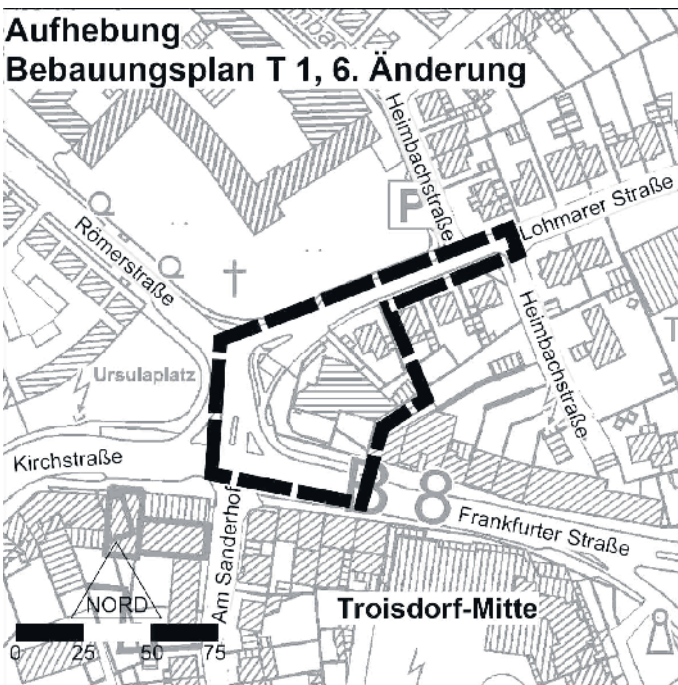 Aufhebung
Bebauungsplan T 1, 6. Änderung
Heimbachstraße
P
Lohmarer Straße
Römerstraße
Heimbachstraße
T
Ursulaplatz
Kirchstraße
B 8
Frankfurter Straße
Am Sanderhof
NORD
Troisdorf-Mitte
0 25 50 75